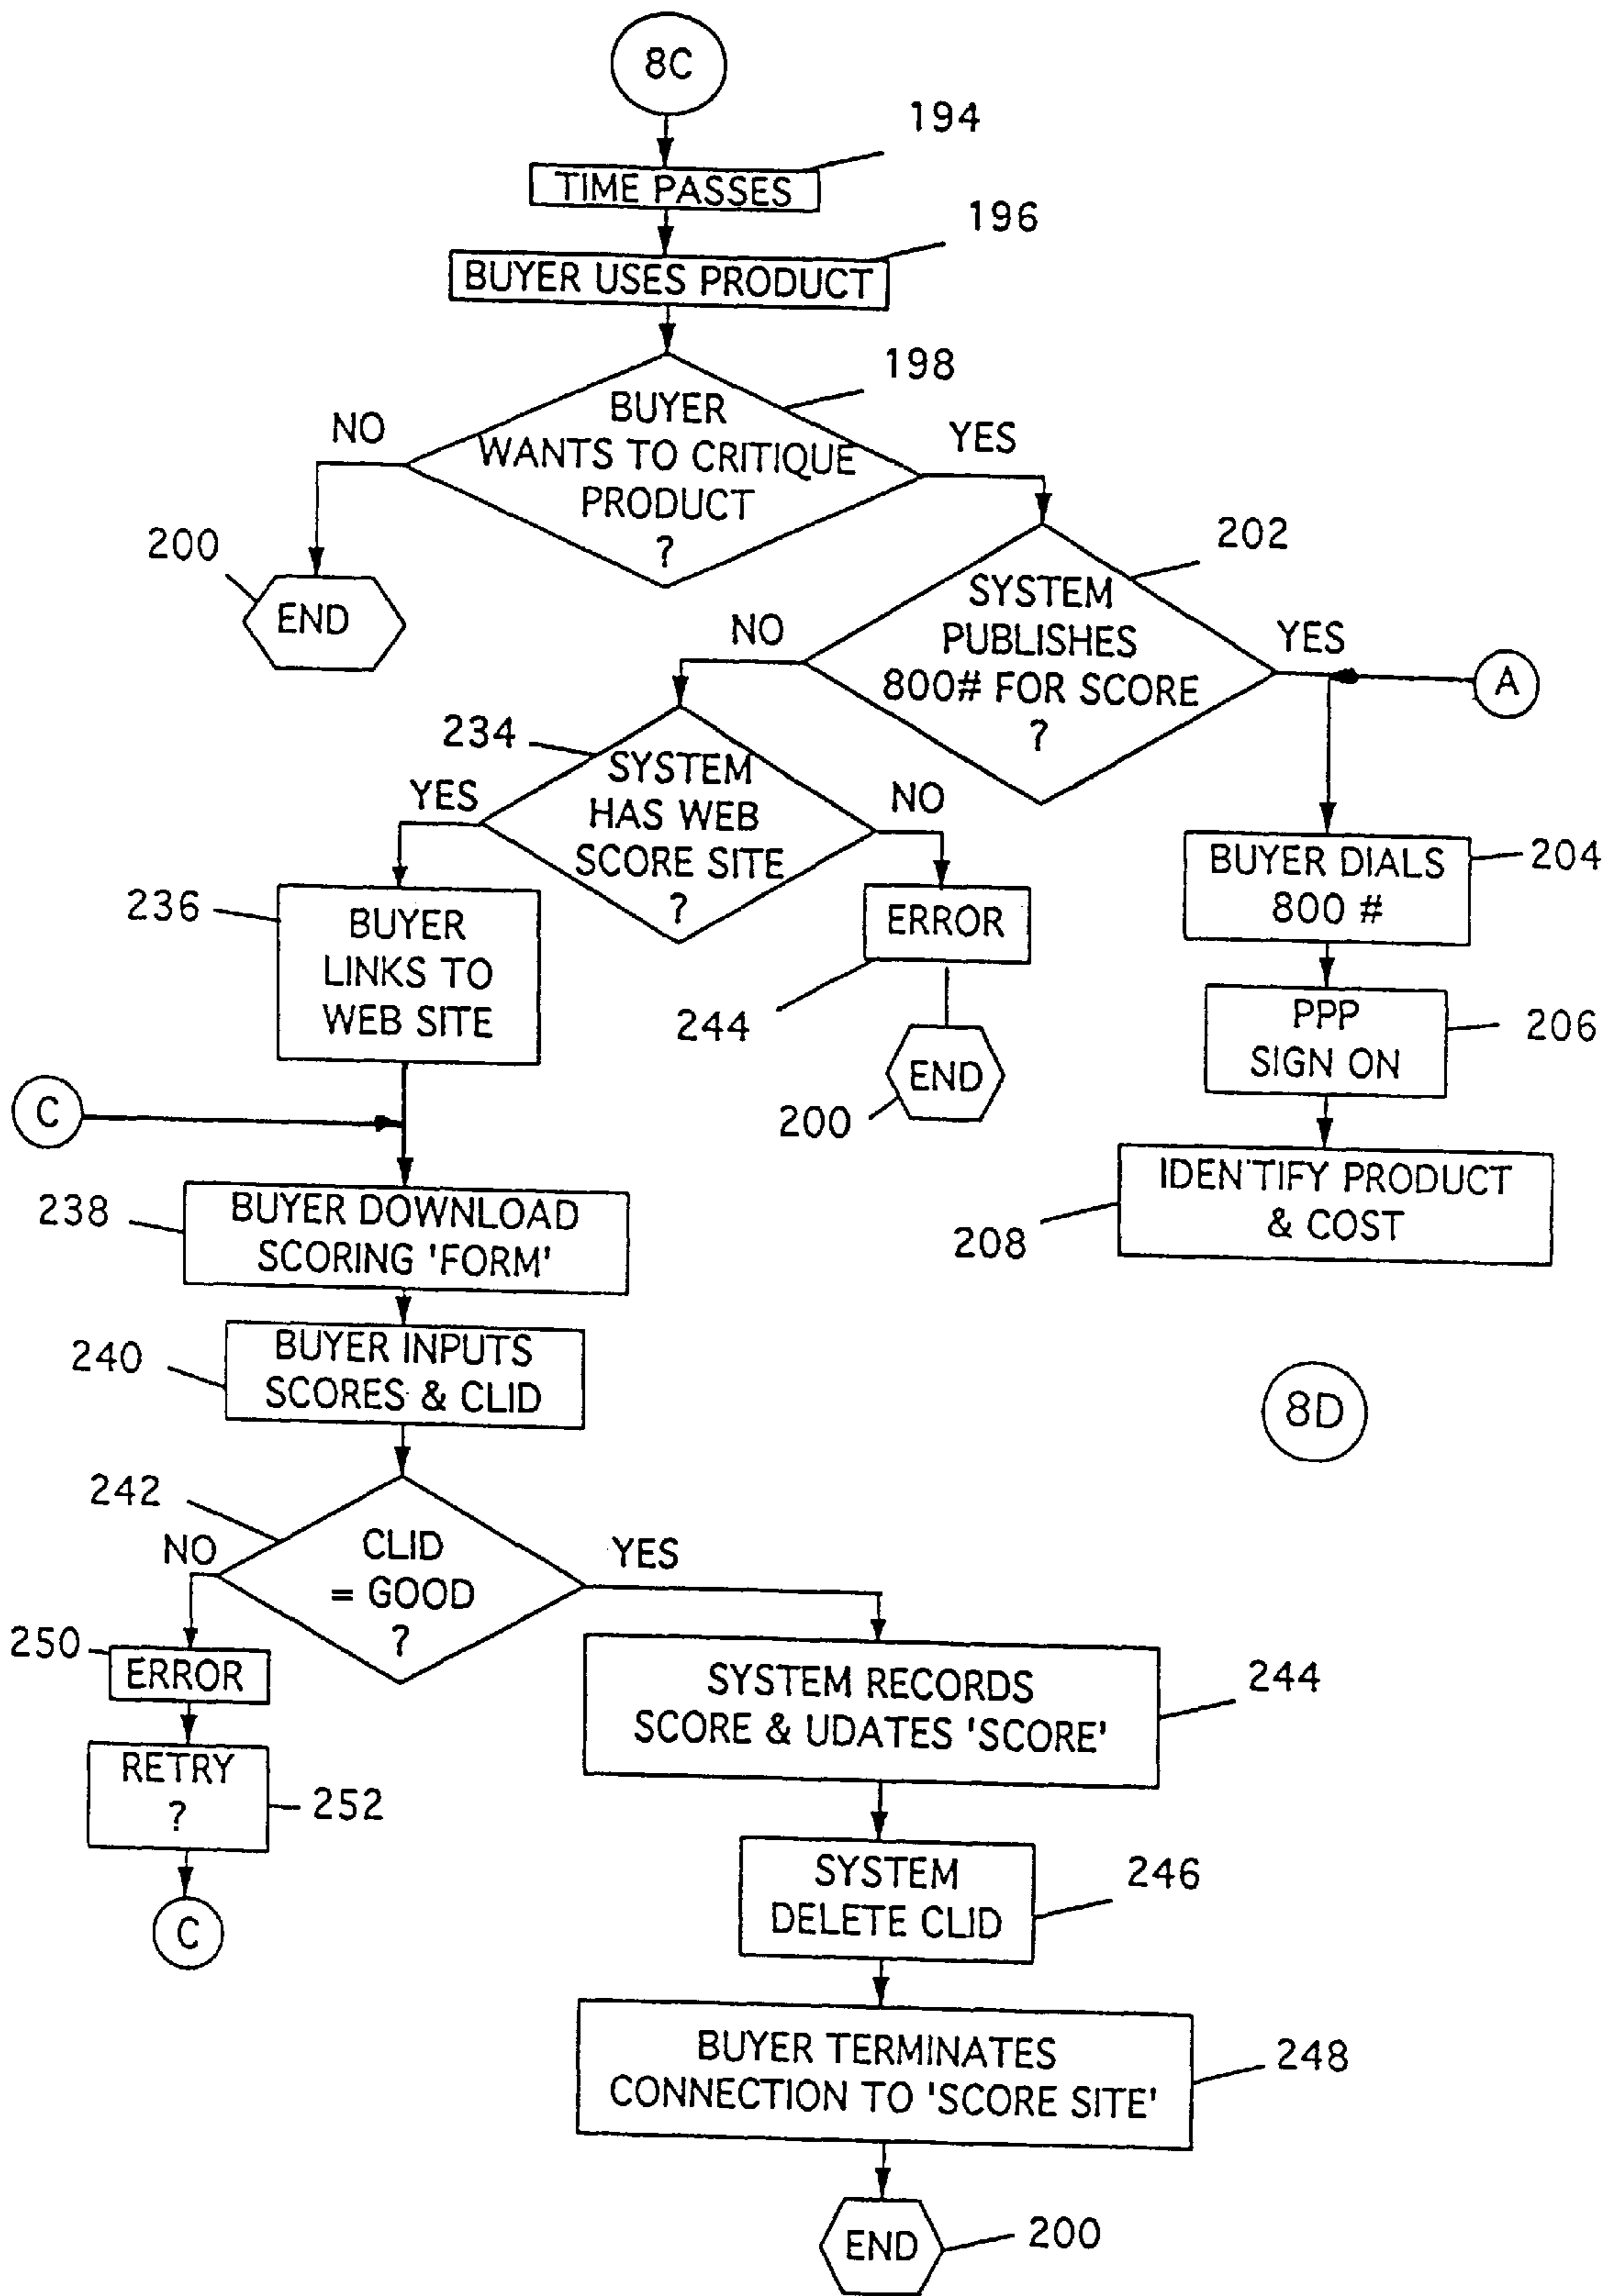 8C
194
TIME PASSES
196
BUYER USES PRODUCT
198
BUYER
WANTS TO CRITIQUE
PRODUCT
?
NO
YES
200
END
202
SYSTEM
PUBLISHES
800# FOR SCORE
?
NO
YES
A
234
SYSTEM
HAS WEB
SCORE SITE
?
YES
NO
BUYER DIALS
800 #
204
236
BUYER
LINKS TO
WEB SITE
ERROR
244
END
200
PPP
SIGN ON
206
C
IDENTIFY PRODUCT
& COST
208
238
BUYER DOWNLOAD
SCORING 'FORM'
240
BUYER INPUTS
SCORES & CLID
8D
242
CLID
= GOOD
?
NO
YES
250
ERROR
SYSTEM RECORDS
SCORE & UDATES 'SCORE'
244
RETRY
?
252
C
SYSTEM
DELETE CLID
246
BUYER TERMINATES
CONNECTION TO 'SCORE SITE'
248
END
200